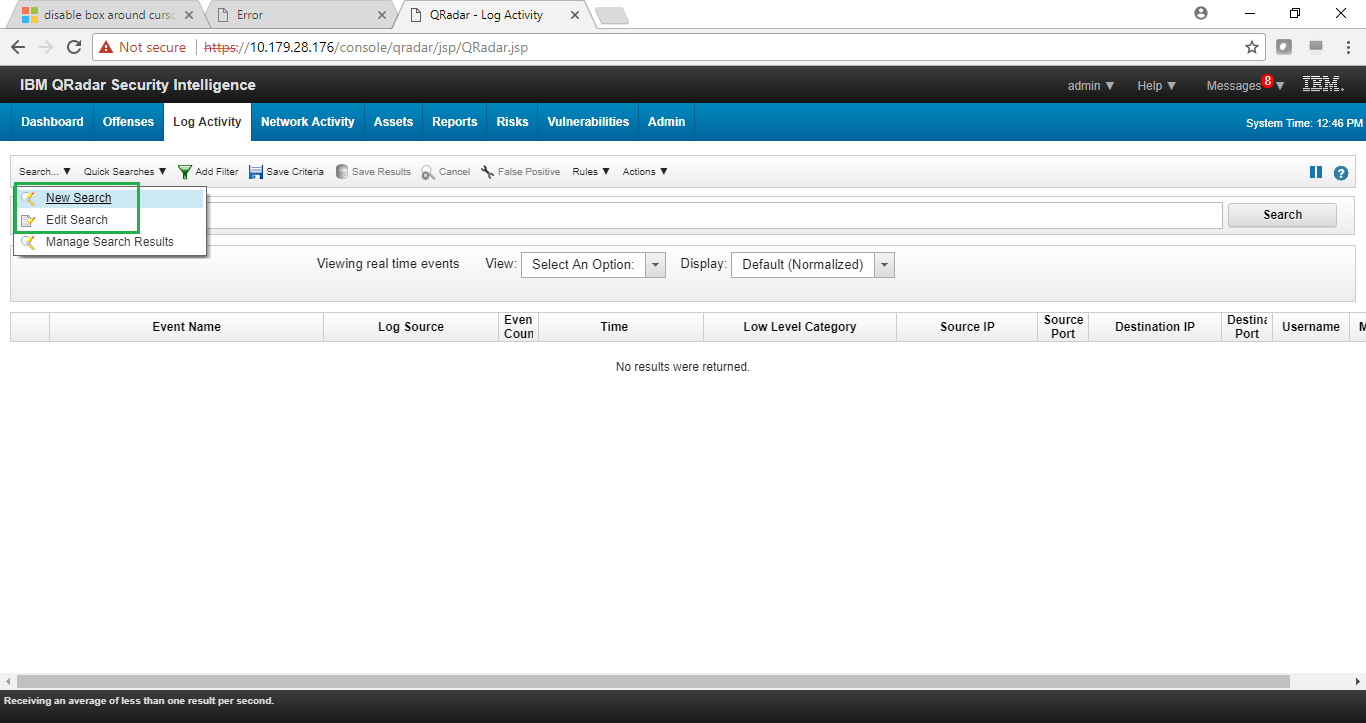 disable box around curso
Error
QRadar - Log Activity
Not secure
https://10.179.28.176/console/qradar/jsp/QRadar.jsp
IBM QRadar Security Intelligence
admin ▼
Help ▼
Messages 8 ▼
IBM.
Dashboard
Offenses
Log Activity
Network Activity
Assets
Reports
Risks
Vulnerabilities
Admin
System Time: 12:46 PM
Search... ▼
Quick Searches ▼
Add Filter
Save Criteria
Save Results
Cancel
False Positive
Rules ▼
Actions ▼
New Search
Edit Search
Manage Search Results
Search
Viewing real time events
View:
Select An Option:
Display:
Default (Normalized)
Event Name
Log Source
Even
Coun
Time
Low Level Category
Source IP
Source
Port
Destination IP
Destina
Port
Username
M
No results were returned.
Receiving an average of less than one result per second.